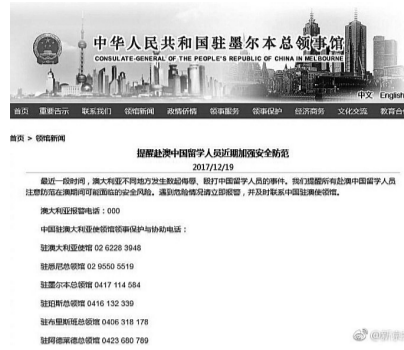 中华人民共和国驻墨尔本总领事馆
CONSULATE-GENERAL OF THE PEOPLE'S REPUBLIC OF CHINA IN MELBOURNE
中文 English
首页 重要告示 联系我们 领馆新闻 政情侨情 领事服务 领事保护 经济商务 文化交流 教育合
首页 > 领馆新闻
提醒赴澳中国留学人员近期加强安全防范
2017/12/19
最近一段时间，澳大利亚不同地方发生数起侮辱、殴打中国留学人员的事件。我们提醒所有赴澳中国留学人员
注意防范在澳期间可能面临的安全风险。遇到危险情况请立即报警，并及时联系中国驻澳使领馆。
澳大利亚报警电话：000
中国驻澳大利亚使领馆领事保护与协助电话：
驻澳大利亚使馆 02 6228 3948
驻悉尼总领馆 02 9550 5519
驻墨尔本总领馆 0417 114 584
驻珀斯总领馆 0416 132 339
驻布里斯班总领馆 0406 318 178
驻阿德莱德总领馆 0423 680 789